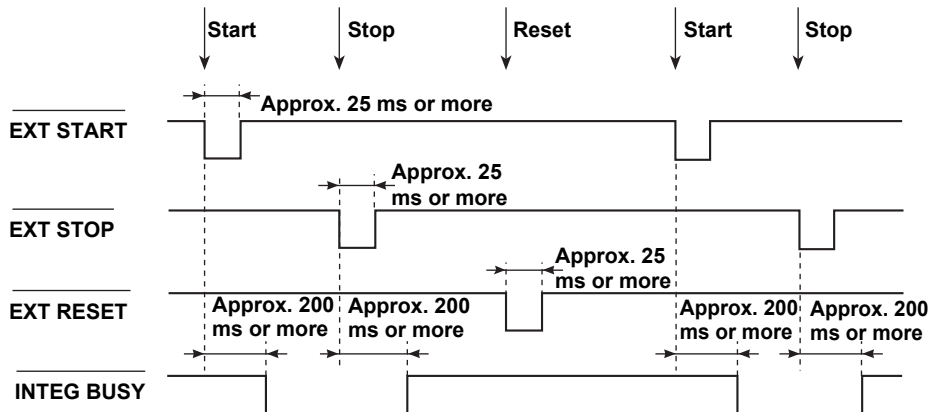 Start Stop Reset Start Stop
Approx. 25 ms or more
EXT START
Approx. 25
ms or more
EXT STOP
Approx. 25
ms or more
EXT RESET
Approx. 200 Approx. 200 Approx. 200 Approx. 200
ms or more ms or more ms or more ms or more
INTEG BUSY